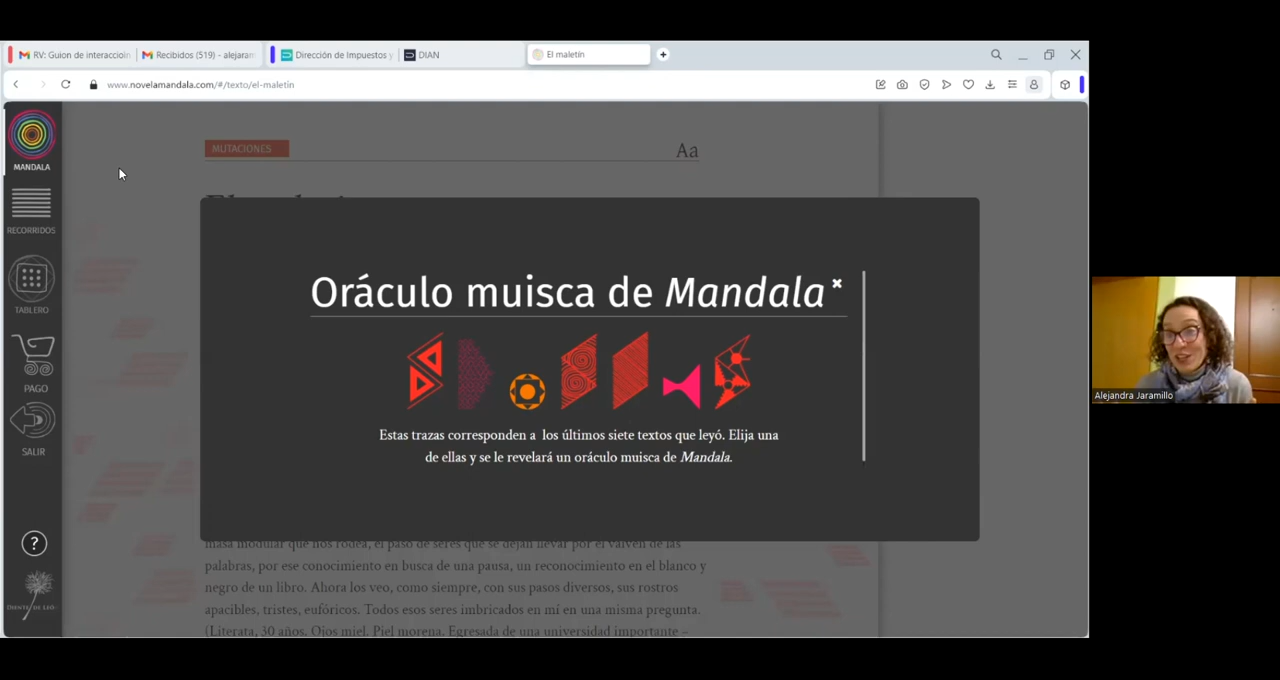 RV: Guion de interacción
Recibidos (519) - alejaram
Dirección de Impuestos y
DIAN
El maletín
www.novelamandala.com/#/texto/el-maletin
MANDALA
RECORRIDOS
TABLERO
PAGO
SALIR
?
MUTACIONES
Aa
Oráculo muisca de Mandala
Estas trazas corresponden a los últimos siete textos que leyó. Elija una
de ellas y se le revelará un oráculo muisca de Mandala.
masa modular que nos rodea, el paso de seres que se dejan llevar por el vaivén de las
palabras, por ese conocimiento en busca de una pausa, un reconocimiento en el blanco y
negro de un libro. Ahora los veo, como siempre, con sus pasos diversos, sus rostros
apacibles, tristes, eufóricos. Todos esos seres imbricados en mí en una misma pregunta.
(Literata, 30 años. Ojos miel. Piel morena. Egresada de una universidad importante –
Alejandra Jaramillo